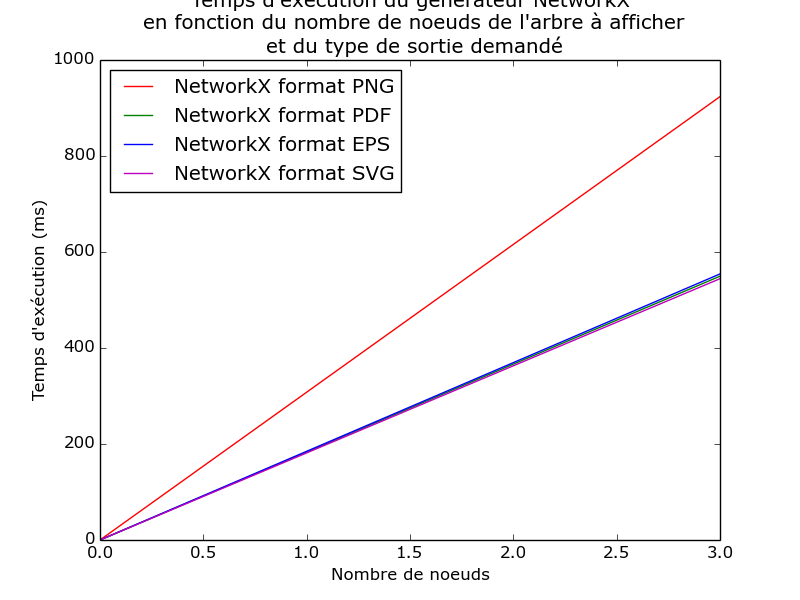 Temps d'exécution du générateur NetworkX
en fonction du nombre de noeuds de l'arbre à afficher
et du type de sortie demandé
1000
800
600
400
200
0
Temps d'exécution (ms)
NetworkX format PNG
NetworkX format PDF
NetworkX format EPS
NetworkX format SVG
0.0 0.5 1.0 1.5 2.0 2.5 3.0
Nombre de noeuds